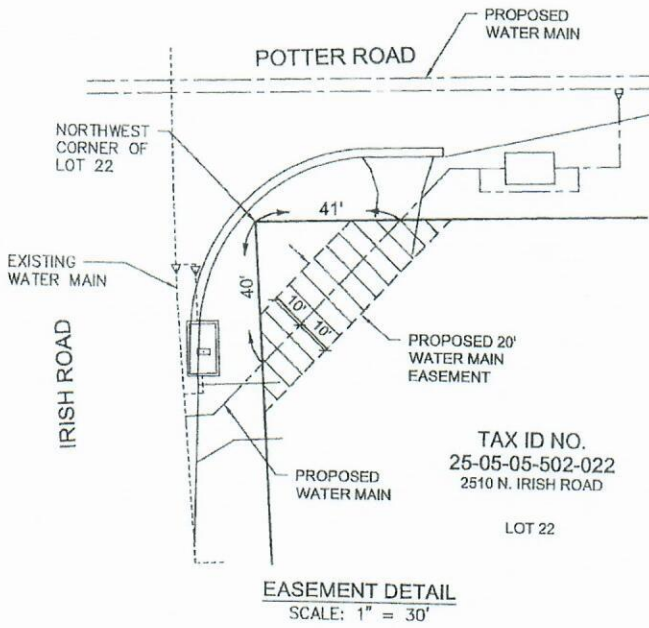 PROPOSED
WATER MAIN
POTTER ROAD
NORTHWEST
CORNER OF
LOT 22
41'
EXISTING
WATER MAIN
40'
10'
10'
PROPOSED 20'
WATER MAIN
EASEMENT
IRISH ROAD
TAX ID NO.
25-05-05-502-022
2510 N. IRISH ROAD
PROPOSED
WATER MAIN
LOT 22
EASEMENT DETAIL
SCALE: 1" = 30'